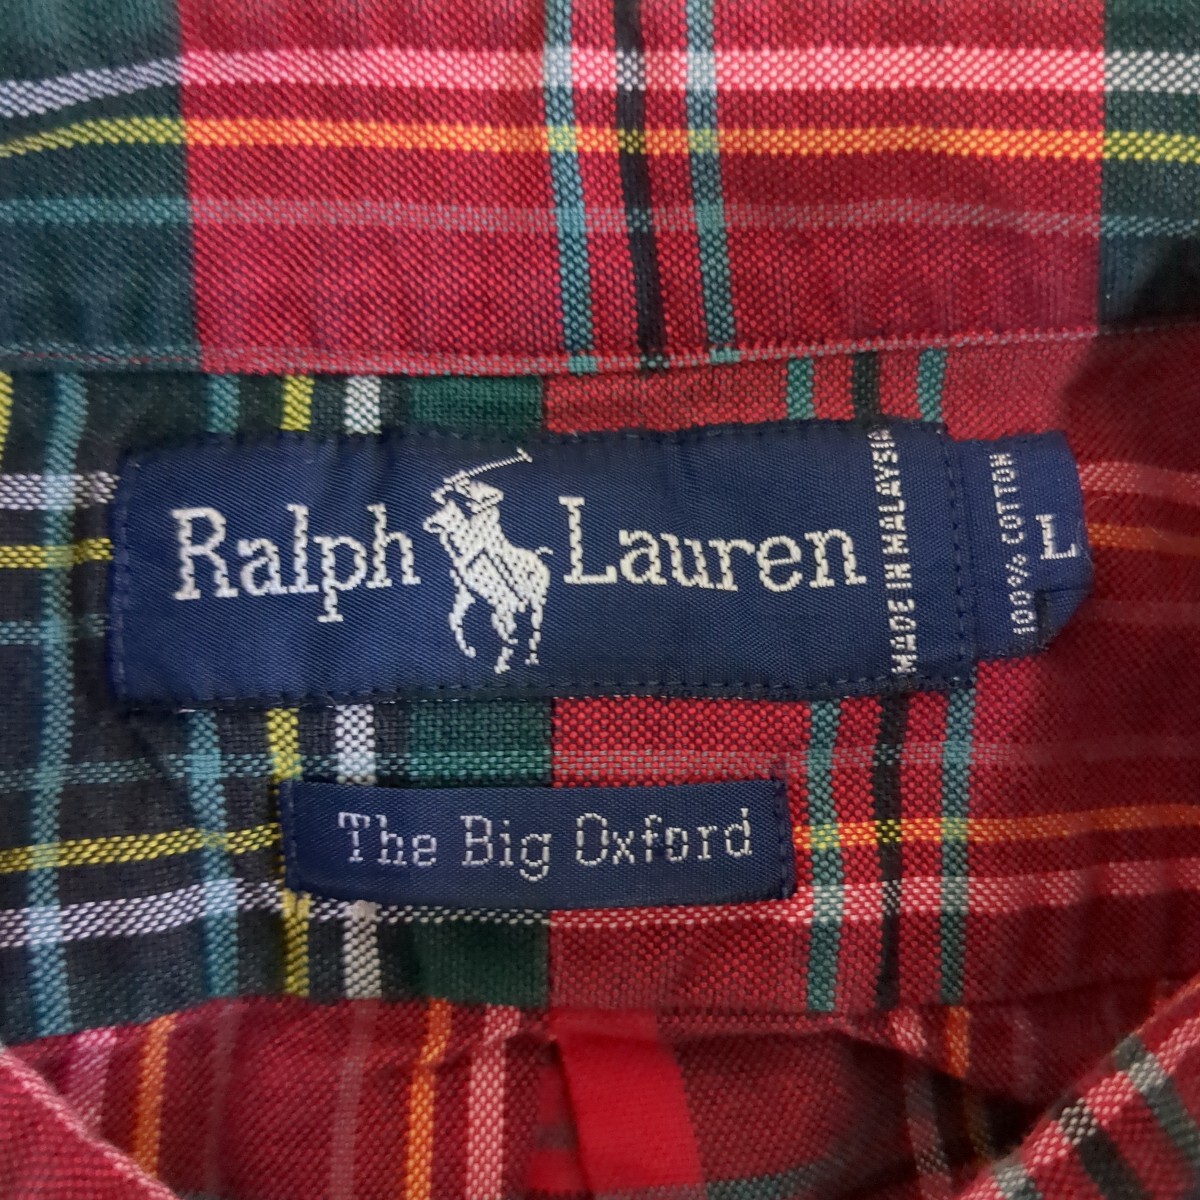 Ralph Lauren
MADE IN MALAYSIA
100% COTTON
L
The Big Oxford